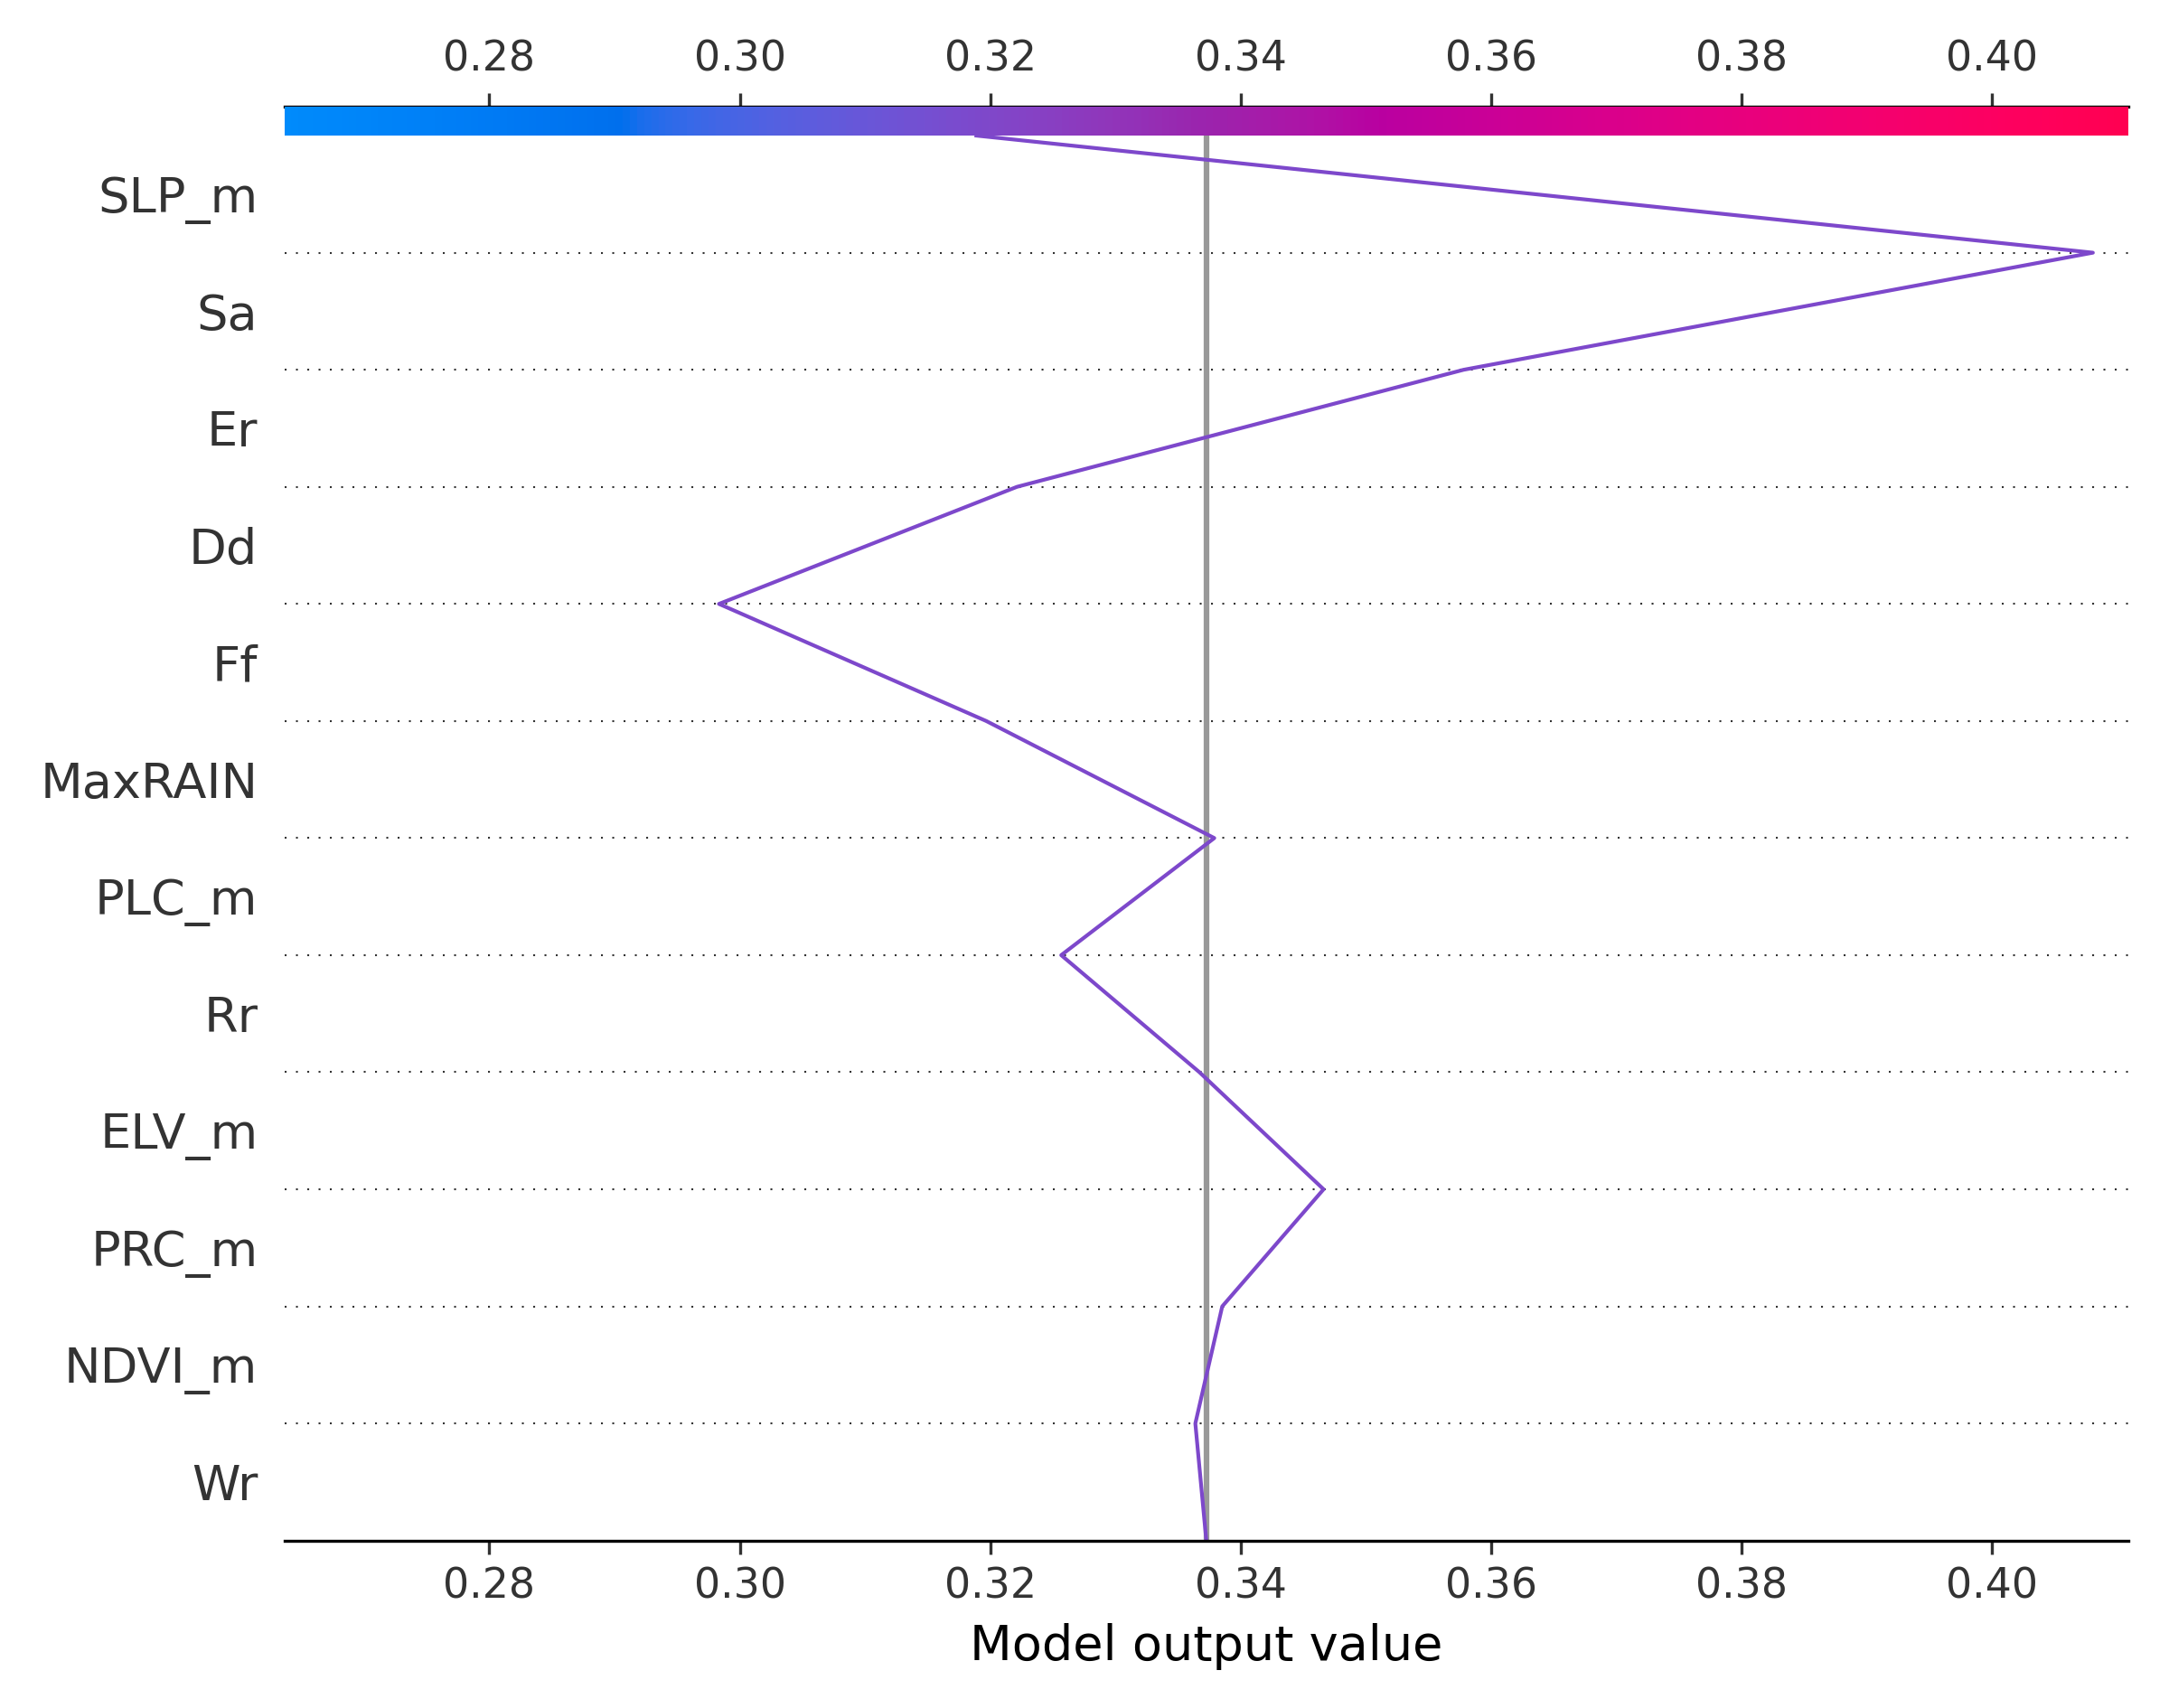 0.28 0.30 0.32 0.34 0.36 0.38 0.40
SLP_m
Sa
Er
Dd
Ff
MaxRAIN
PLC_m
Rr
ELV_m
PRC_m
NDVI_m
Wr
0.28 0.30 0.32 0.34 0.36 0.38 0.40
Model output value